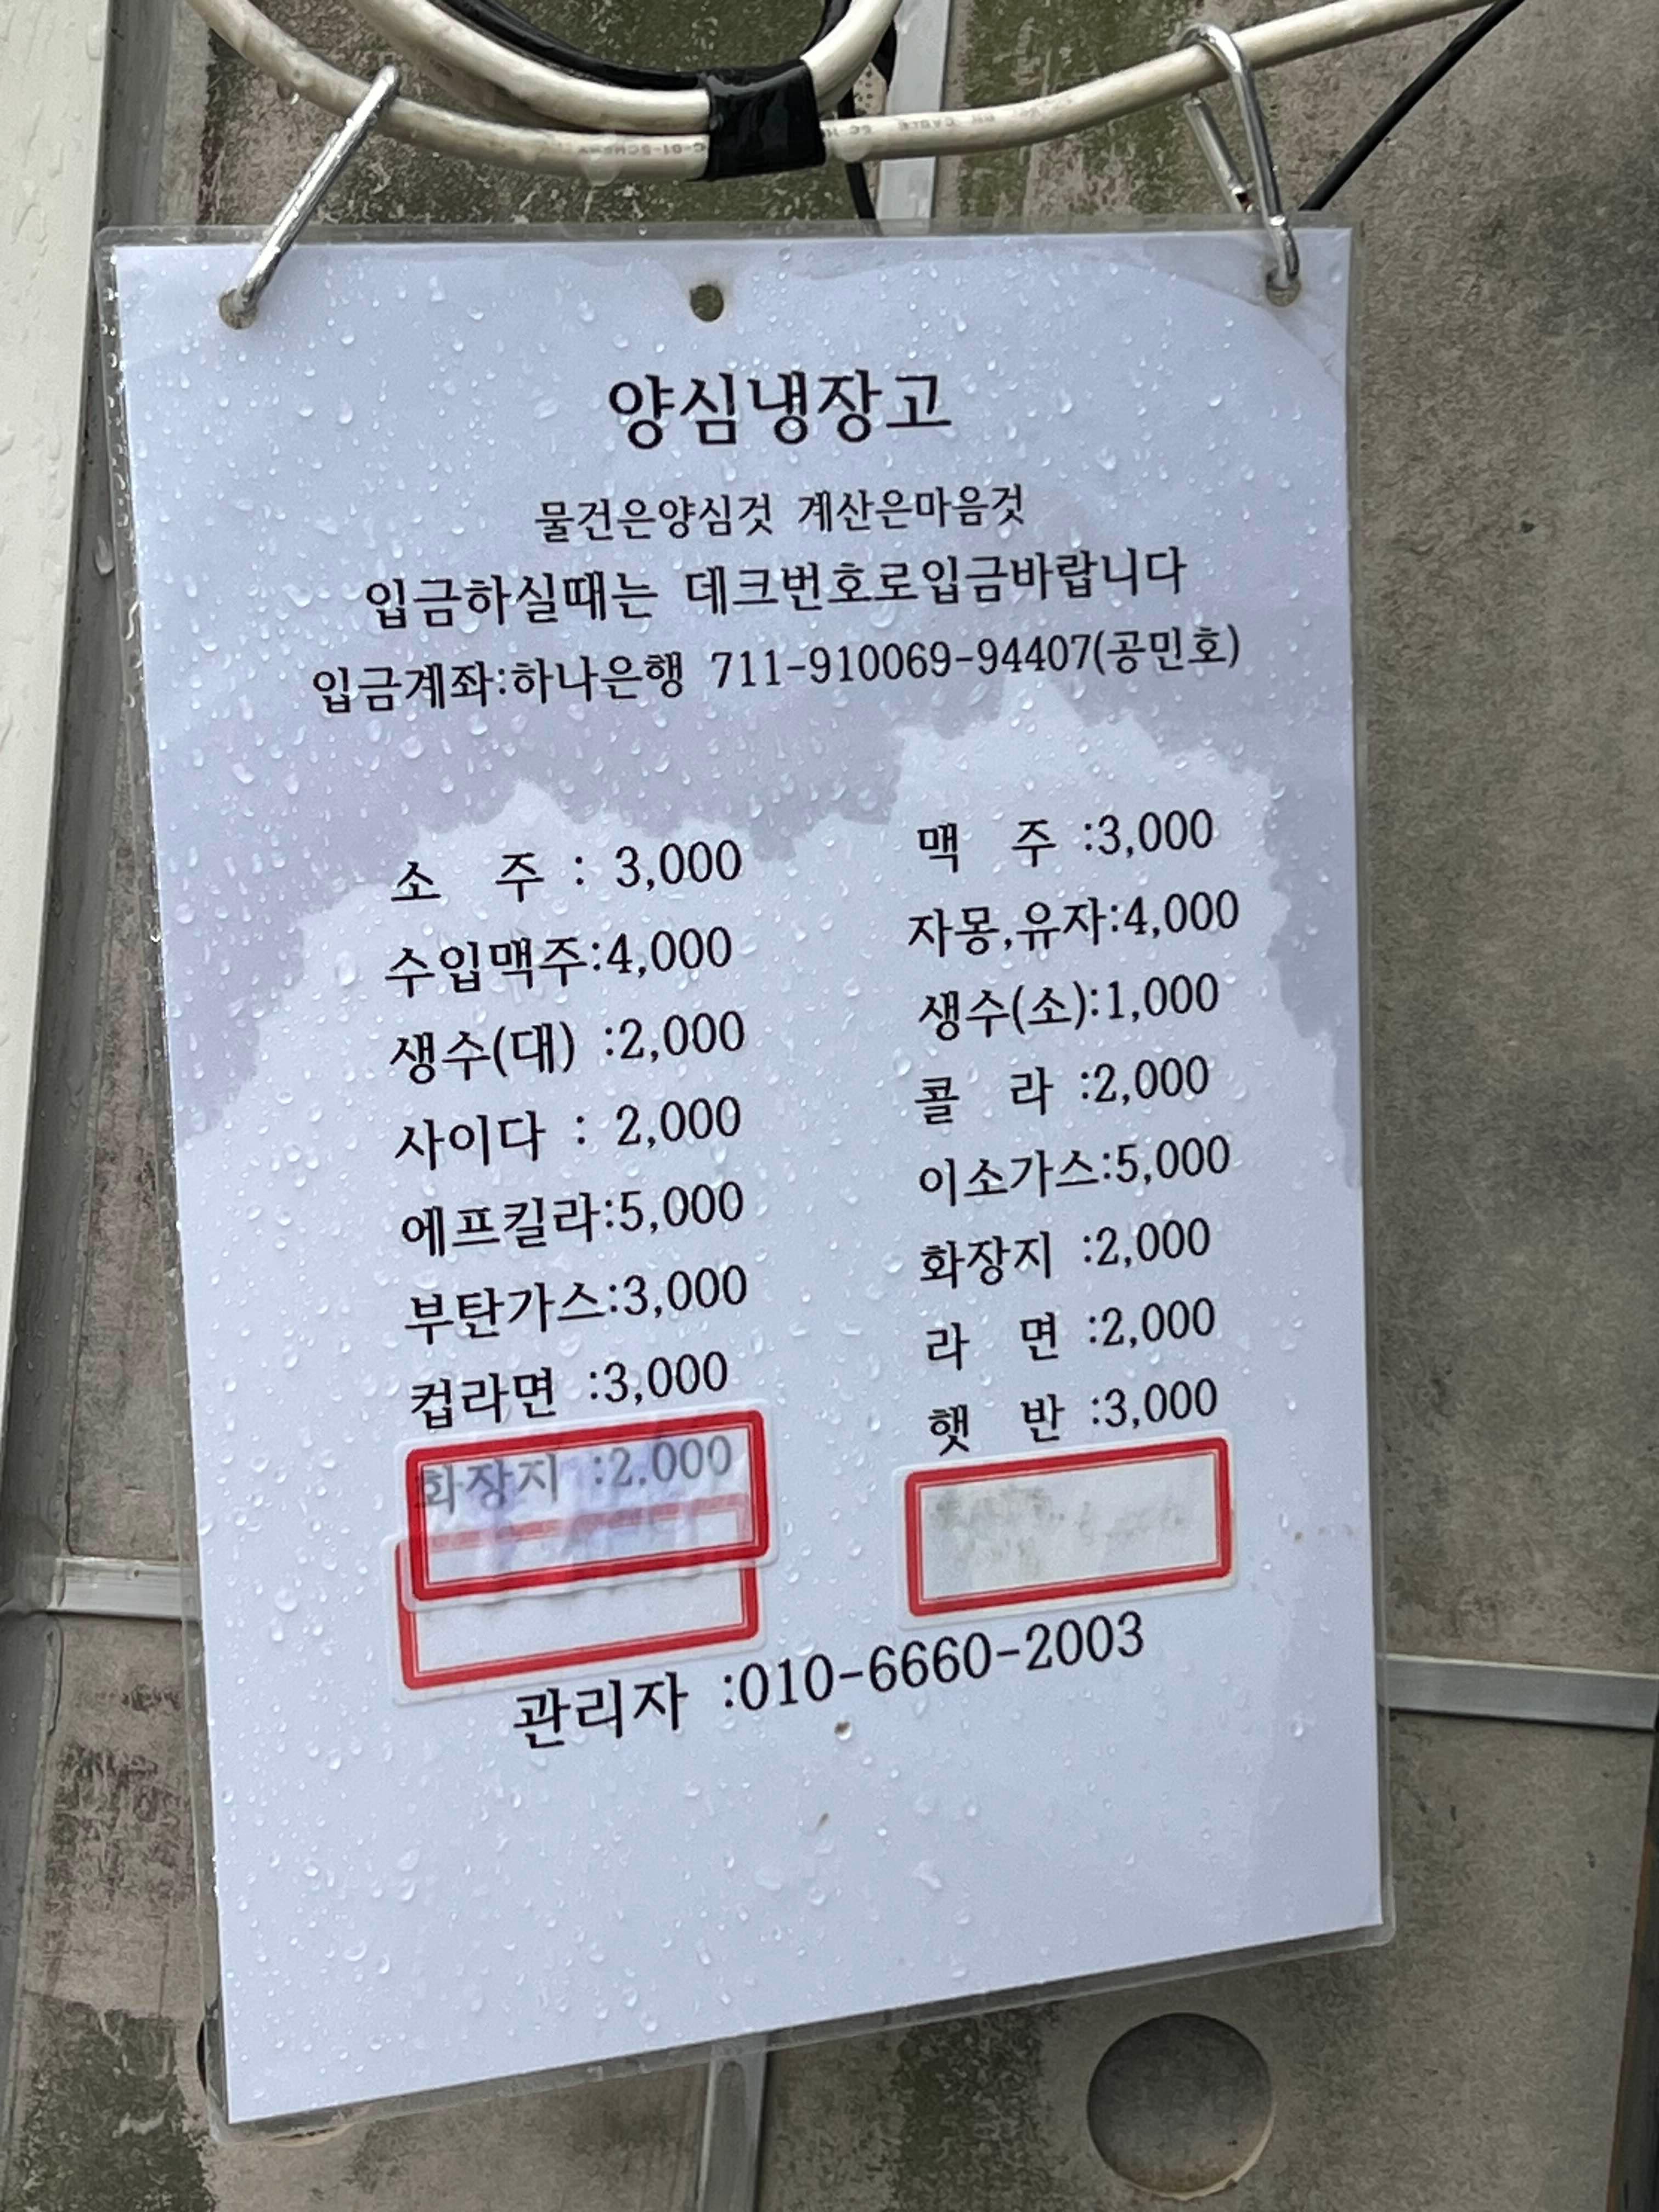 양심냉장고
물건은양심것 계산은마음것
입금하실때는 데크번호로입금바랍니다
입금계좌:하나은행 711-910069-94407(공민호)
소 주 : 3,000 맥 주 :3,000
수입맥주:4,000 자몽,유자:4,000
생수(대) :2,000 생수(소):1,000
사이다 : 2,000 콜 라 :2,000
에프킬라:5,000 이소가스:5,000
부탄가스:3,000 화장지 :2,000
컵라면 :3,000 라 면 :2,000
화장지 :2,000 햇 반 :3,000
관리자 :010-6660-2003